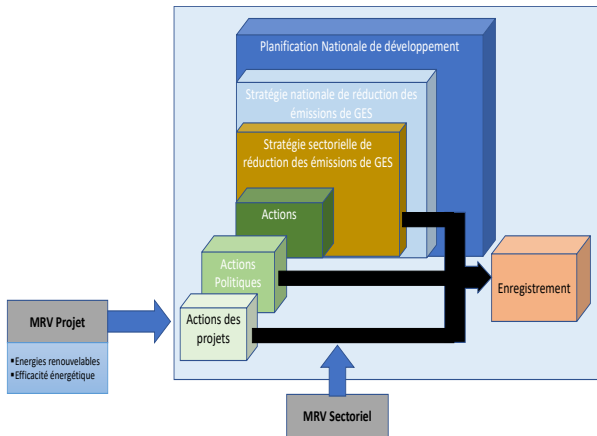 Planification Nationale de développement
Stratégie nationale de réduction des
émissions de GES
Stratégie sectorielle de
réduction des émissions de GES
Actions
Actions
Politiques
Actions des
projets
Enregistrement
MRV Projet
▪Energies renouvelables
▪Efficacité énergétique
MRV Sectoriel